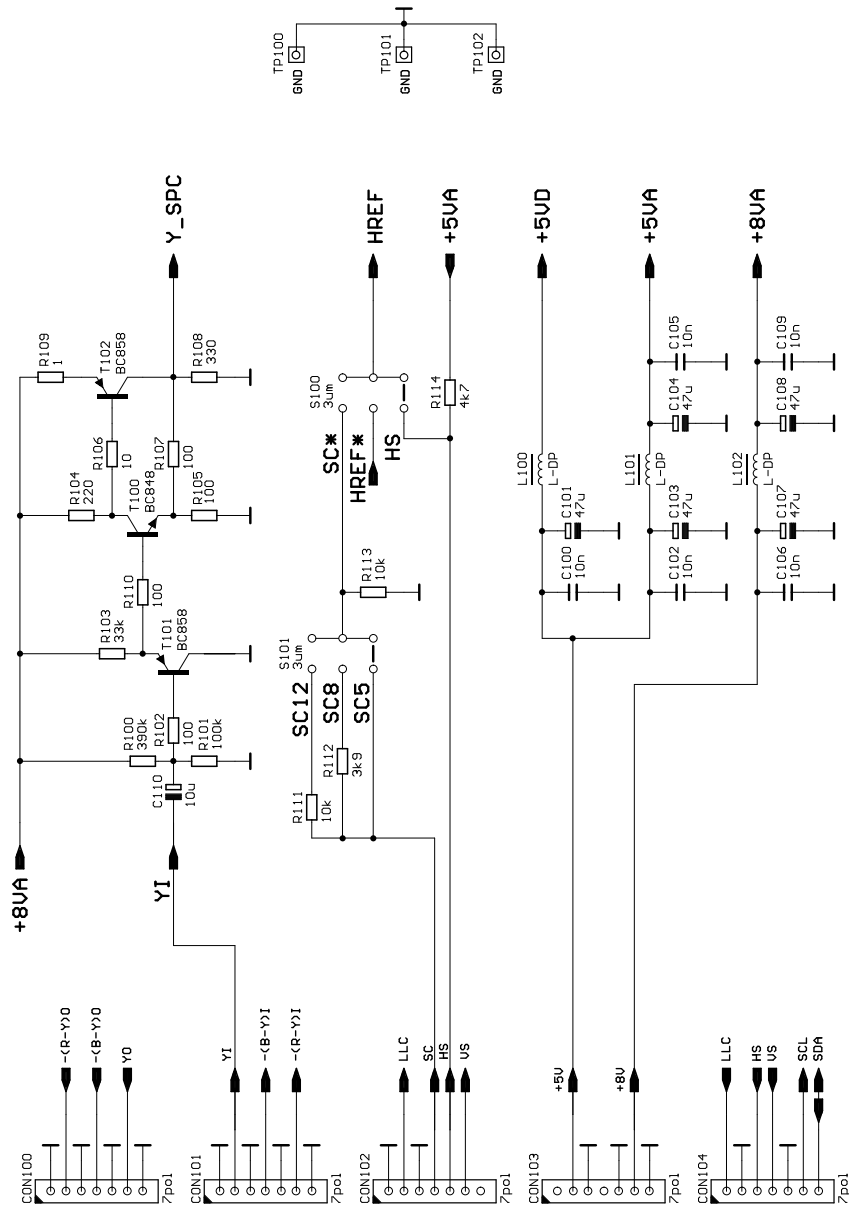 TP100
GND
TP101
GND
TP102
GND
+8VA
YI
C110
10u
R100
390k
R102
100
R101
100k
R103
33k
T101
BC858
R110
100
R104
220
T100
BC848
R105
100
R106
10
R107
100
R109
1
T102
BC858
R108
330
Y_SPC
R111
10k
R112
3k9
SC12
SC8
SC5
S101
3um
R113
10k
SC*
HREF*
HS
S100
3um
R114
4k7
HREF
+5VA
C100
10n
C101
47u
L100
L-DP
+5VD
C102
10n
C103
47u
L101
L-DP
C104
47u
C105
10n
+5VA
C106
10n
C107
47u
L102
L-DP
C108
47u
C109
10n
+8VA
CON100
7pol
-(R-Y)O
-(B-Y)O
YO
CON101
7pol
YI
-(B-Y)I
-(R-Y)I
CON102
7pol
LLC
SC
HS
VS
CON103
7pol
+5V
+8V
CON104
7pol
LLC
HS
VS
SCL
SDA